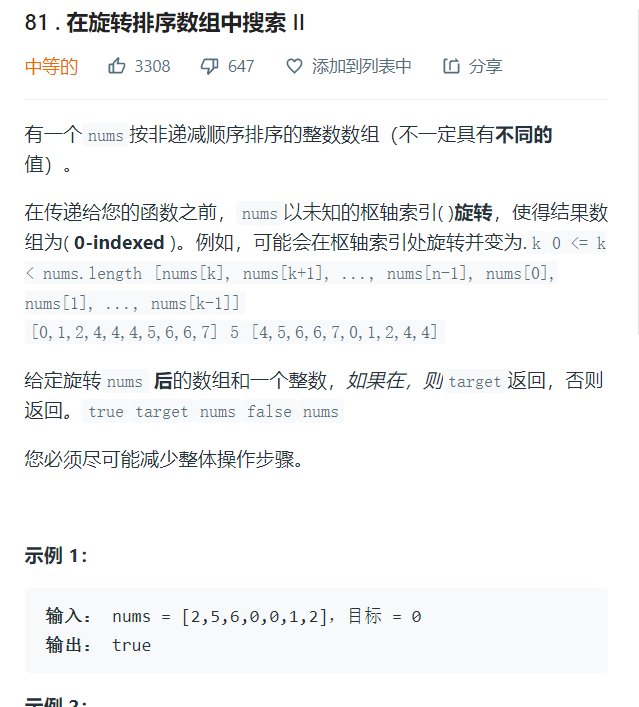 81 . 在旋转排序数组中搜索 II
中等的 3308 647 添加到列表中 分享
有一个 nums 按非递减顺序排序的整数数组（不一定具有不同的
值）。
在传递给您的函数之前，nums 以未知的枢轴索引( )旋转，使得结果数
组为( 0-indexed )。例如，可能会在枢轴索引处旋转并变为. k 0 <= k
< nums.length [nums[k], nums[k+1], ..., nums[n-1], nums[0],
nums[1], ..., nums[k-1]]
[0,1,2,4,4,4,5,6,6,7] 5 [4,5,6,6,7,0,1,2,4,4]
给定旋转 nums 后的数组和一个整数，如果在，则 target 返回，否则
返回。 true target nums false nums
您必须尽可能减少整体操作步骤。
示例 1：
输入： nums = [2,5,6,0,0,1,2]，目标 = 0
输出： true
示例 2：